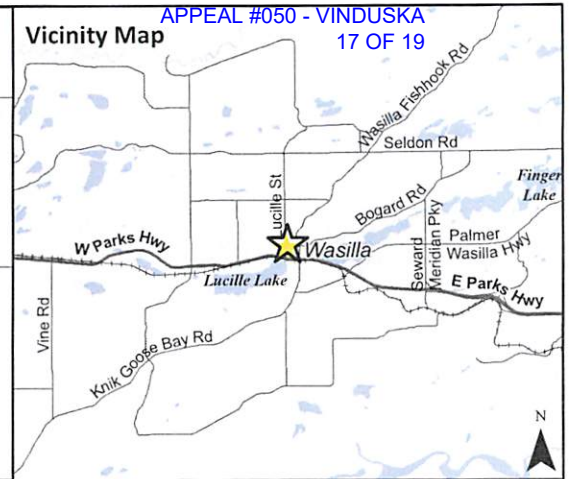 APPEAL #050 - VINDUSKA
17 OF 19
Vicinity Map
Wasilla Fishhook Rd
Seldon Rd
Finger
Lake
Lucille St
Bogard Rd
Seward
Meridian Pky
Palmer
Wasilla Hwy
W Parks Hwy
Wasilla
Lucille Lake
E Parks Hwy
Vine Rd
Knik Goose Bay Rd
N